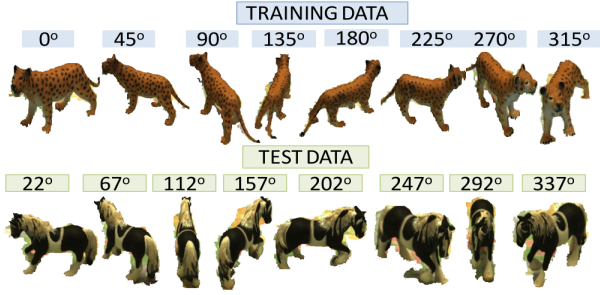 TRAINING DATA
0º 45º 90º 135º 180º 225º 270º 315º
TEST DATA
22º 67º 112º 157º 202º 247º 292º 337º